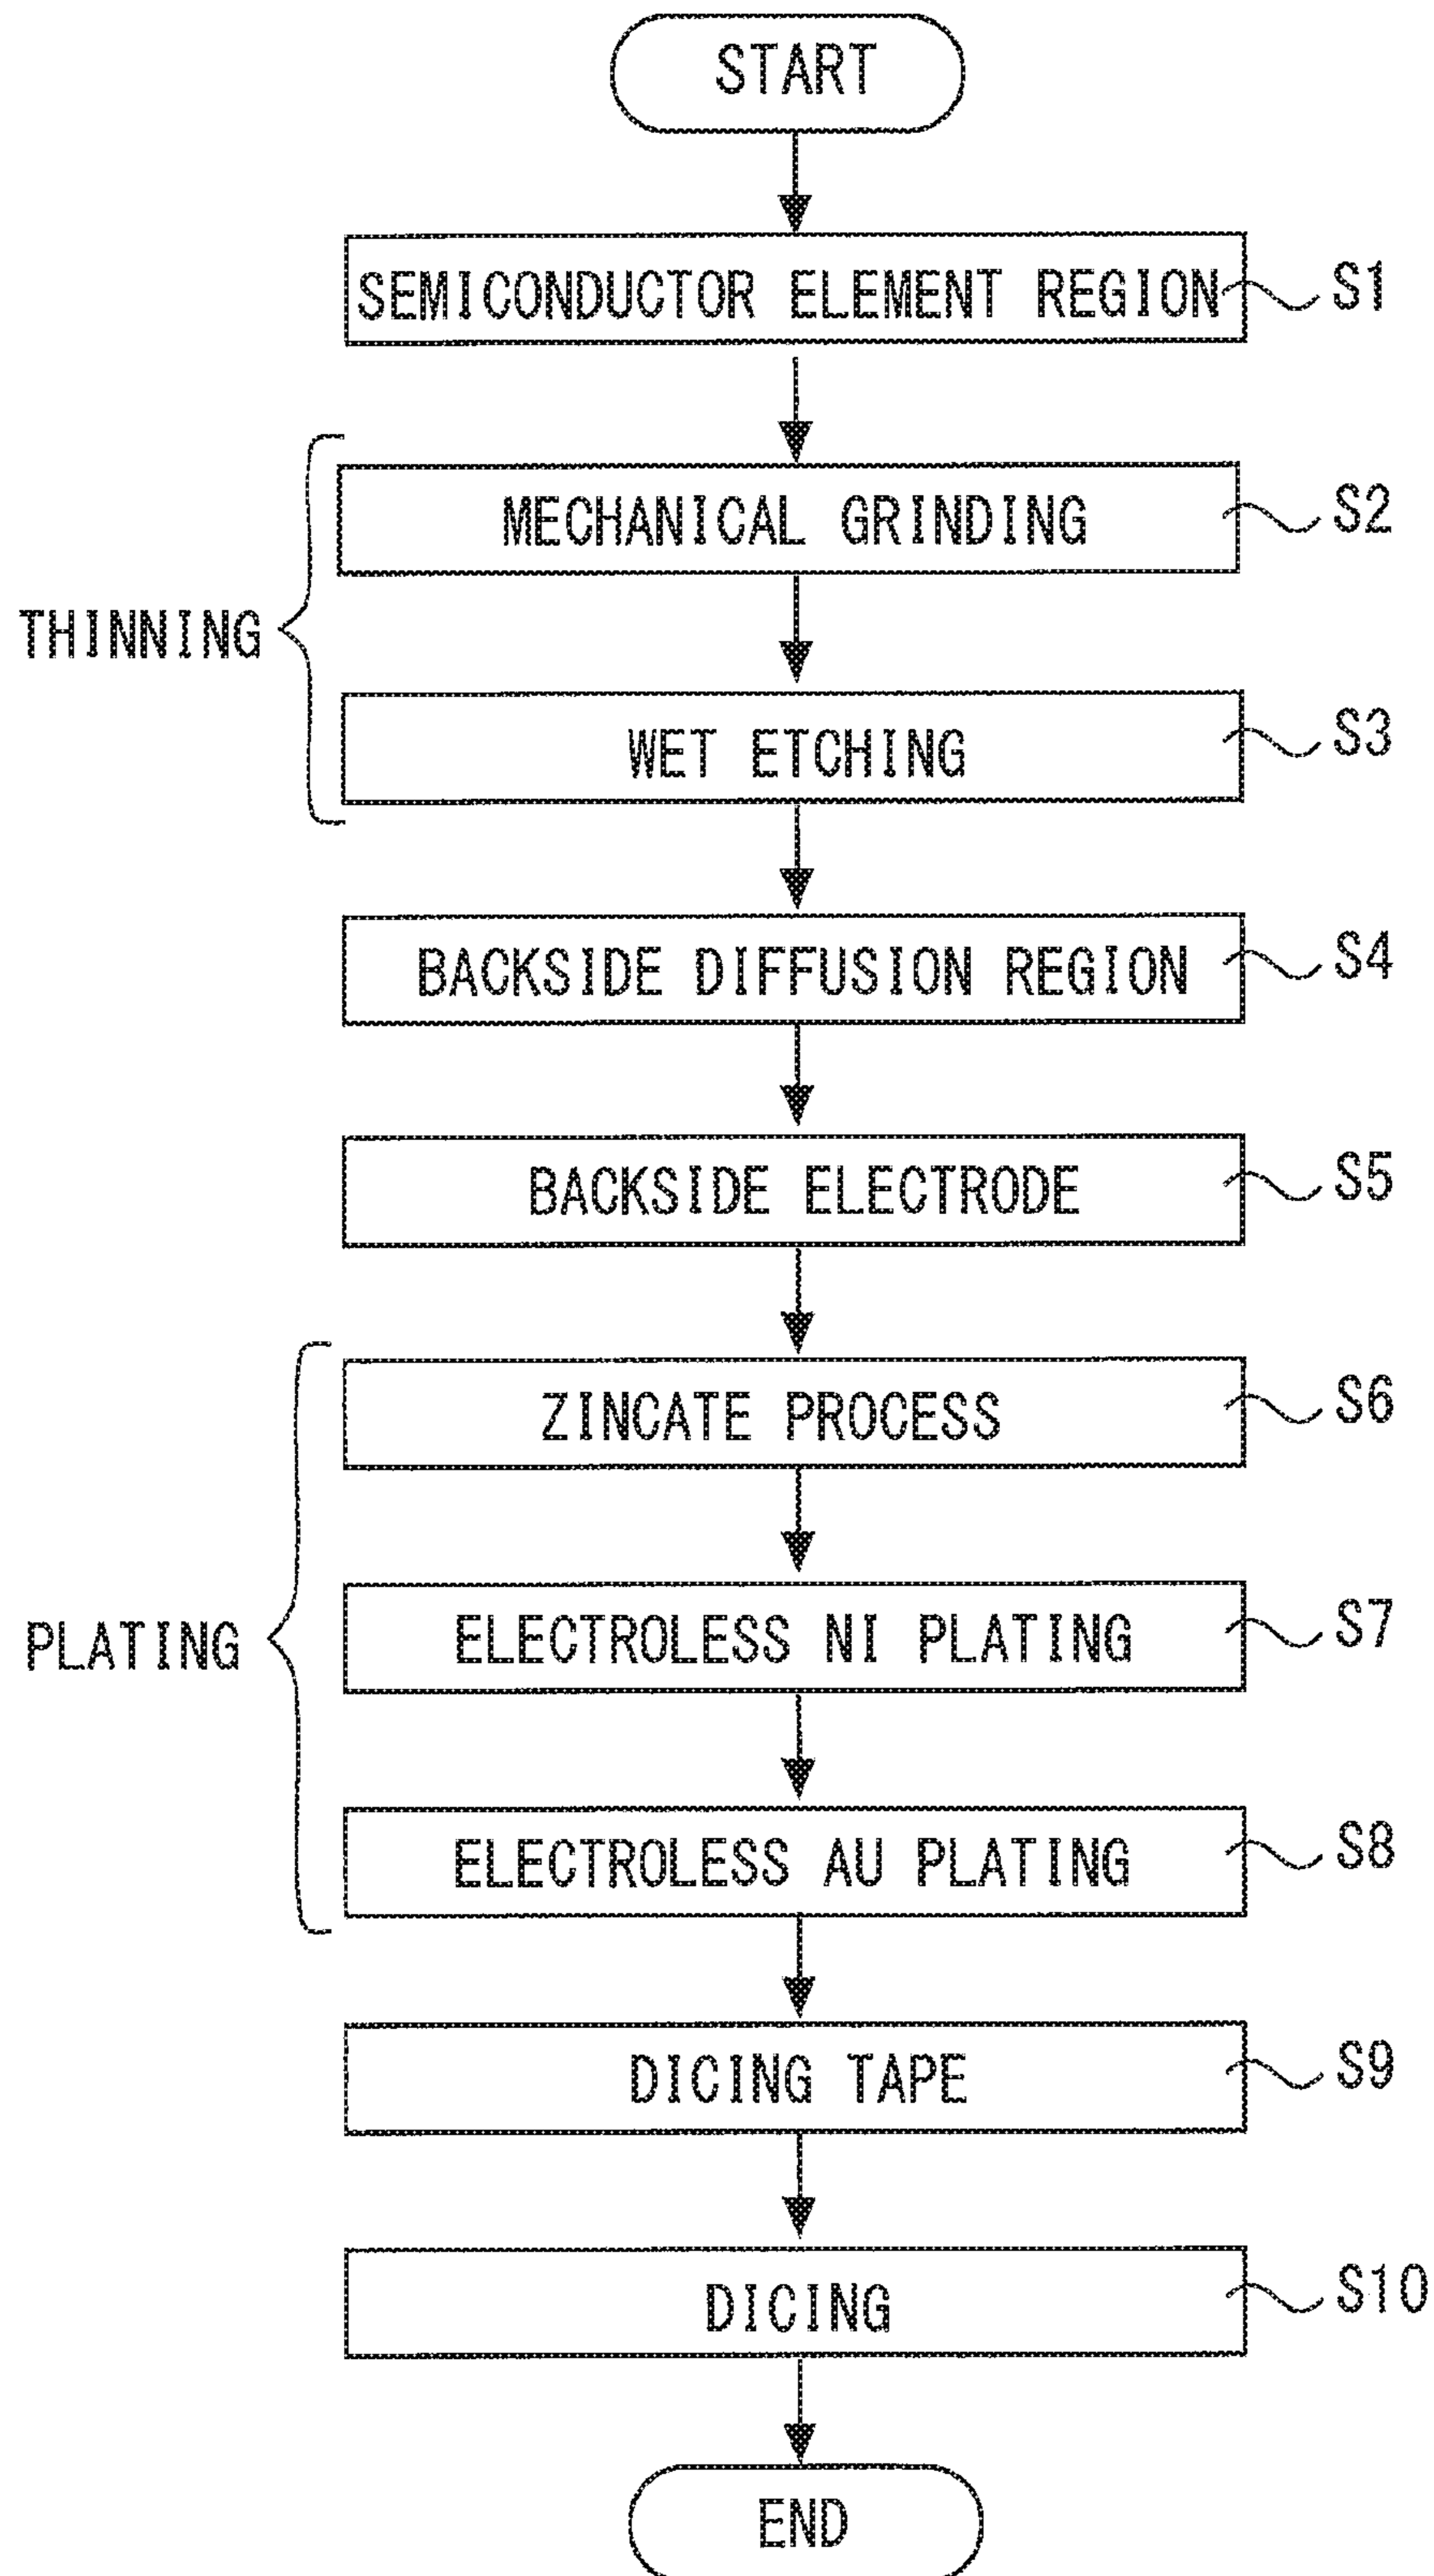 START
SEMICONDUCTOR ELEMENT REGION
S1
MECHANICAL GRINDING
S2
THINNING
WET ETCHING
S3
BACKSIDE DIFFUSION REGION
S4
BACKSIDE ELECTRODE
S5
ZINCATE PROCESS
S6
ELECTROLESS NI PLATING
S7
PLATING
ELECTROLESS AU PLATING
S8
DICING TAPE
S9
DICING
S10
END